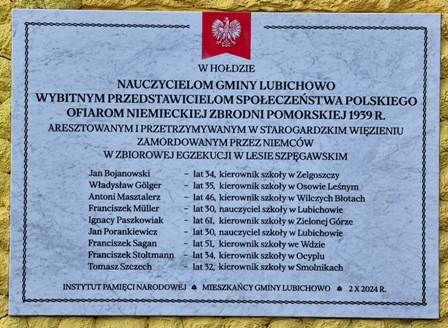 W HOŁDZIE
NAUCZYCIELOM GMINY LUBICHOWO
WYBITNYM PRZEDSTAWICIELOM SPOŁECZEŃSTWA POLSKIEGO
OFIAROM NIEMIECKIEJ ZBRODNI POMORSKIEJ 1939 R.
ARESZTOWANYM I PRZETRZYMYWANYM W STAROGARDZKIM WIĘZIENIU
ZAMORDOWANYM PRZEZ NIEMCÓW
W ZBIOROWEJ EGZEKUCJI W LESIE SZPĘGAWSKIM
Jan Bojanowski – lat 34, kierownik szkoły w Zelgoszczy
Władysław Gölger – lat 35, kierownik szkoły w Osowie Leśnym
Antoni Masztalerz – lat 46, kierownik szkoły w Wilczych Błotach
Franciszek Müller – lat 30, nauczyciel szkoły w Lubichowie
Ignacy Paszkowiak – lat 61, kierownik szkoły w Zielonej Górze
Jan Porankiewicz – lat 30, nauczyciel szkoły w Lubichowie
Franciszek Sagan – lat 51, kierownik szkoły we Wdzie
Franciszek Stoltmann – lat 34, kierownik szkoły w Ocyplu
Tomasz Szczech – lat 32, kierownik szkoły w Smolnikach
INSTYTUT PAMIĘCI NARODOWEJ MIESZKAŃCY GMINY LUBICHOWO 2 X 2024 R.